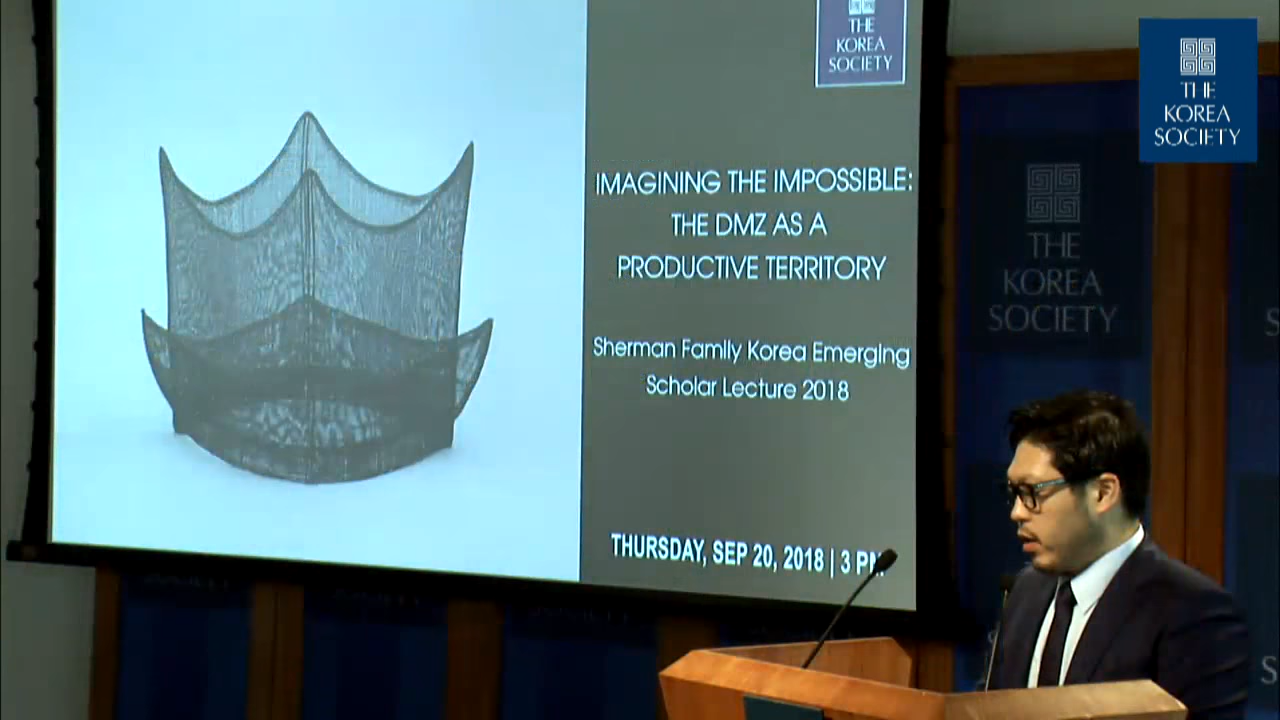 THE
KOREA
SOCIETY
IMAGINING THE IMPOSSIBLE:
THE DMZ AS A
PRODUCTIVE TERRITORY
Sherman Family Korea Emerging
Scholar Lecture 2018
THURSDAY, SEP 20, 2018 | 3 PM
THE
KOREA
SOCIETY
THE
KOREA
SOCIETY